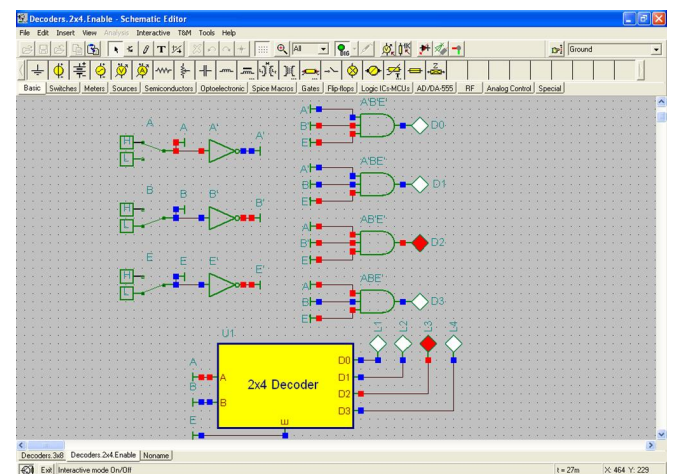 Decoders.2x4.Enable - Schematic Editor
File Edit Insert View Analysis Interactive T&M Tools Help
All
Ground
Basic Switches Meters Sources Semiconductors Optoelectronic Spice Macros Gates Flip-flops Logic ICs-MCUs AD/DA-555 RF Analog Control Special
A A A' A'
H
L
B B B' B'
H
L
E E E' E'
H
L
A'B'E'
A'
B'
E'
D0
A'BE'
A'
B
E'
D1
AB'E'
A
B'
E'
D2
ABE'
A
B
E'
D3
L1 L2 L3 L4
U1
A
B
E
A
B
E
2x4 Decoder
D0
D1
D2
D3
Decoders.3x8 Decoders.2x4.Enable Noname
Exit Interactive mode On/Off t = 27m X: 464 Y: 229